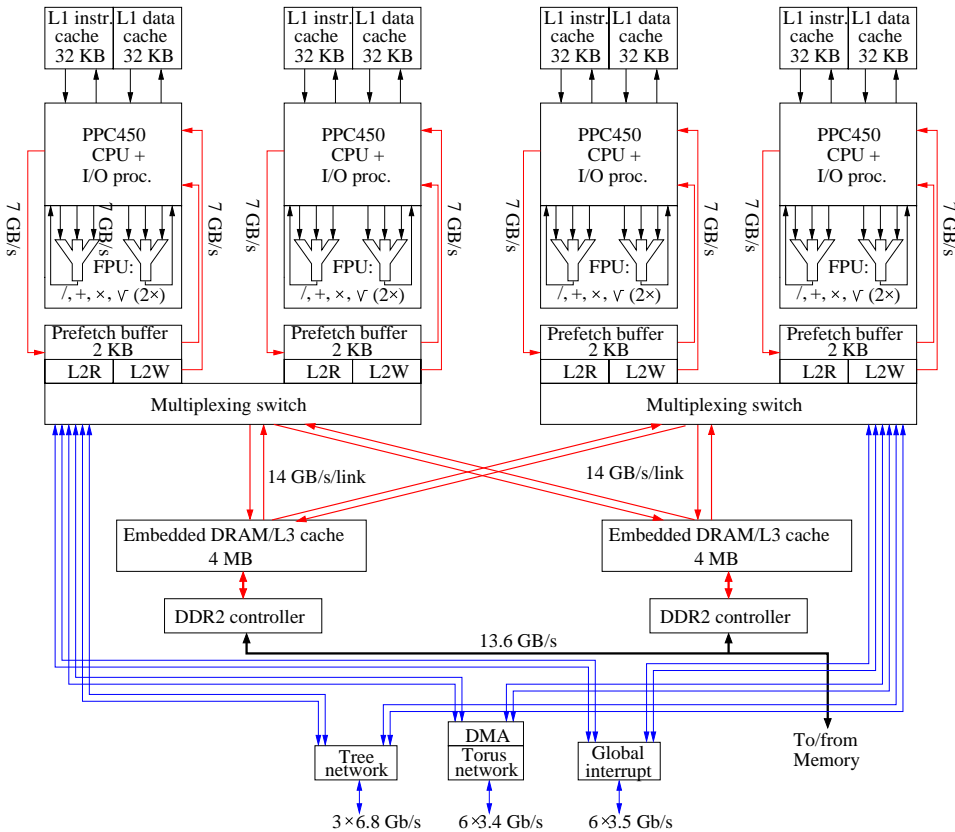 L1 instr. L1 data
cache cache
32 KB 32 KB
L1 instr. L1 data
cache cache
32 KB 32 KB
L1 instr. L1 data
cache cache
32 KB 32 KB
L1 instr. L1 data
cache cache
32 KB 32 KB
PPC450
CPU +
I/O proc.
PPC450
CPU +
I/O proc.
PPC450
CPU +
I/O proc.
PPC450
CPU +
I/O proc.
7 GB/s
7 GB/s
7 GB/s
7 GB/s
7 GB/s
7 GB/s
7 GB/s
7 GB/s
7 GB/s
FPU:
/, +, ×, √ (2×)
FPU:
/, +, ×, √ (2×)
FPU:
/, +, ×, √ (2×)
FPU:
/, +, ×, √ (2×)
Prefetch buffer
2 KB
L2R L2W
Prefetch buffer
2 KB
L2R L2W
Prefetch buffer
2 KB
L2R L2W
Prefetch buffer
2 KB
L2R L2W
Multiplexing switch
Multiplexing switch
14 GB/s/link
14 GB/s/link
Embedded DRAM/L3 cache
4 MB
Embedded DRAM/L3 cache
4 MB
DDR2 controller
DDR2 controller
13.6 GB/s
DMA
Tree
network
Torus
network
Global
interrupt
To/from
Memory
3×6.8 Gb/s
6×3.4 Gb/s
6×3.5 Gb/s